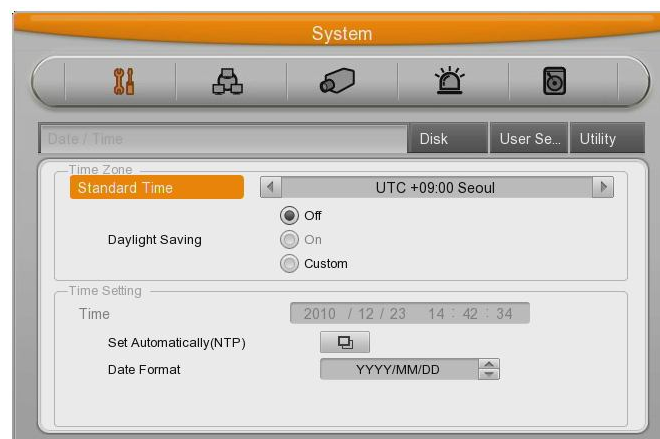 System
Date / Time
Disk
User Se...
Utility
Time Zone
Standard Time
UTC +09:00 Seoul
Off
Daylight Saving
On
Custom
Time Setting
Time
2010 / 12 / 23 14 : 42 : 34
Set Automatically(NTP)
Date Format
YYYY/MM/DD